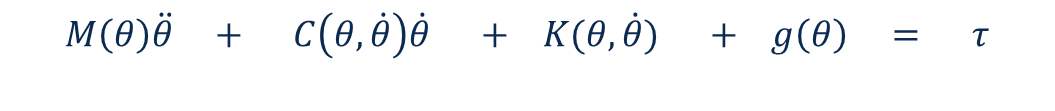 M(θ)θ̈ + C(θ, θ̇)θ̇ + K(θ, θ̇) + g(θ) = τ